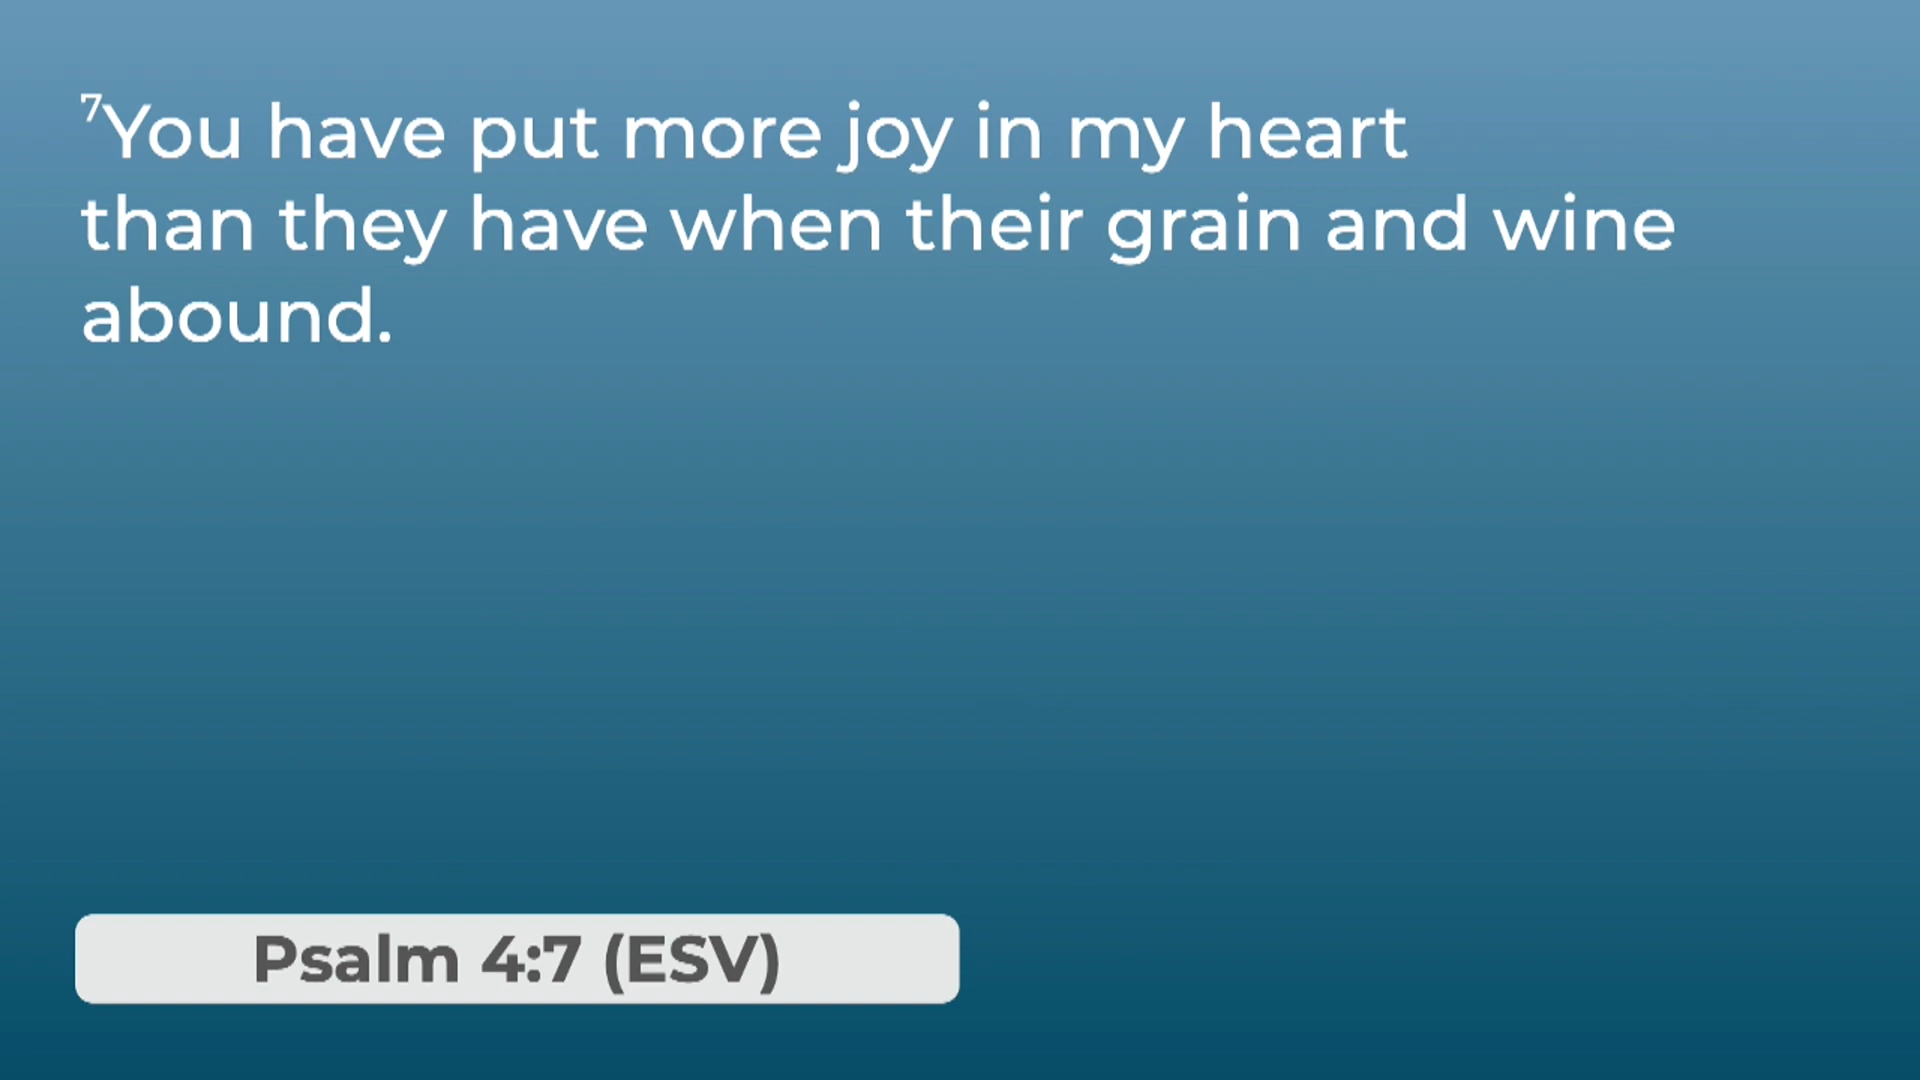 ⁷You have put more joy in my heart
than they have when their grain and wine
abound.
Psalm 4:7 (ESV)